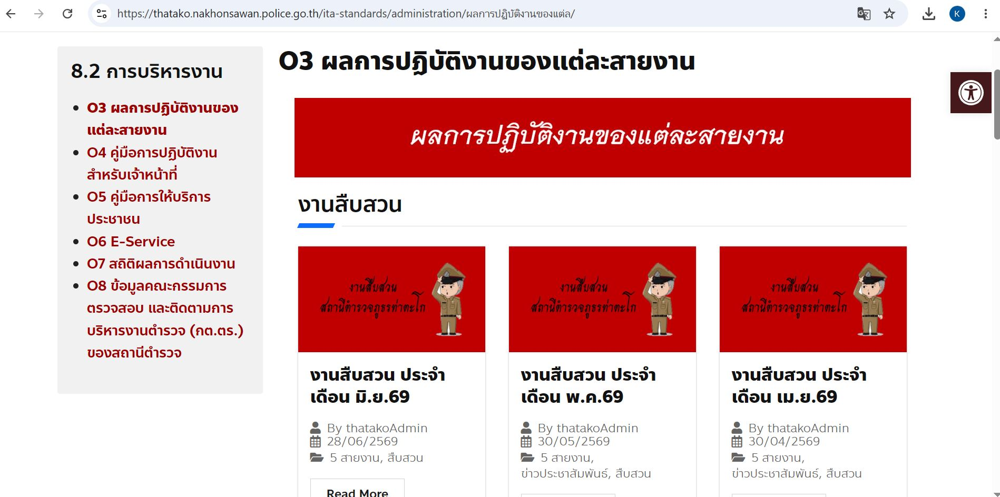 https://thatako.nakhonsawan.police.go.th/ita-standards/administration/ผลการปฏิบัติงานของแต่ล/
K
8.2 การบริหารงาน
O3 ผลการปฏิบัติงานของ
แต่ละสายงาน
O4 คู่มือการปฏิบัติงาน
สำหรับเจ้าหน้าที่
O5 คู่มือการให้บริการ
ประชาชน
O6 E-Service
O7 สถิติผลการดำเนินงาน
O8 ข้อมูลคณะกรรมการ
ตรวจสอบ และติดตามการ
บริหารงานตำรวจ (กต.ตร.)
ของสถานีตำรวจ
O3 ผลการปฏิบัติงานของแต่ละสายงาน
ผลการปฏิบัติงานของแต่ละสายงาน
งานสืบสวน
งานสืบสวน
สถานีตำรวจภูธรท่าตะโก
งานสืบสวน ประจำ
เดือน มิ.ย.69
By thatakoAdmin
28/06/2569
5 สายงาน, สืบสวน
Read More
งานสืบสวน
สถานีตำรวจภูธรท่าตะโก
งานสืบสวน ประจำ
เดือน พ.ค.69
By thatakoAdmin
30/05/2569
5 สายงาน,
ข่าวประชาสัมพันธ์, สืบสวน
งานสืบสวน
สถานีตำรวจภูธรท่าตะโก
งานสืบสวน ประจำ
เดือน เม.ย.69
By thatakoAdmin
30/04/2569
5 สายงาน,
ข่าวประชาสัมพันธ์, สืบสวน